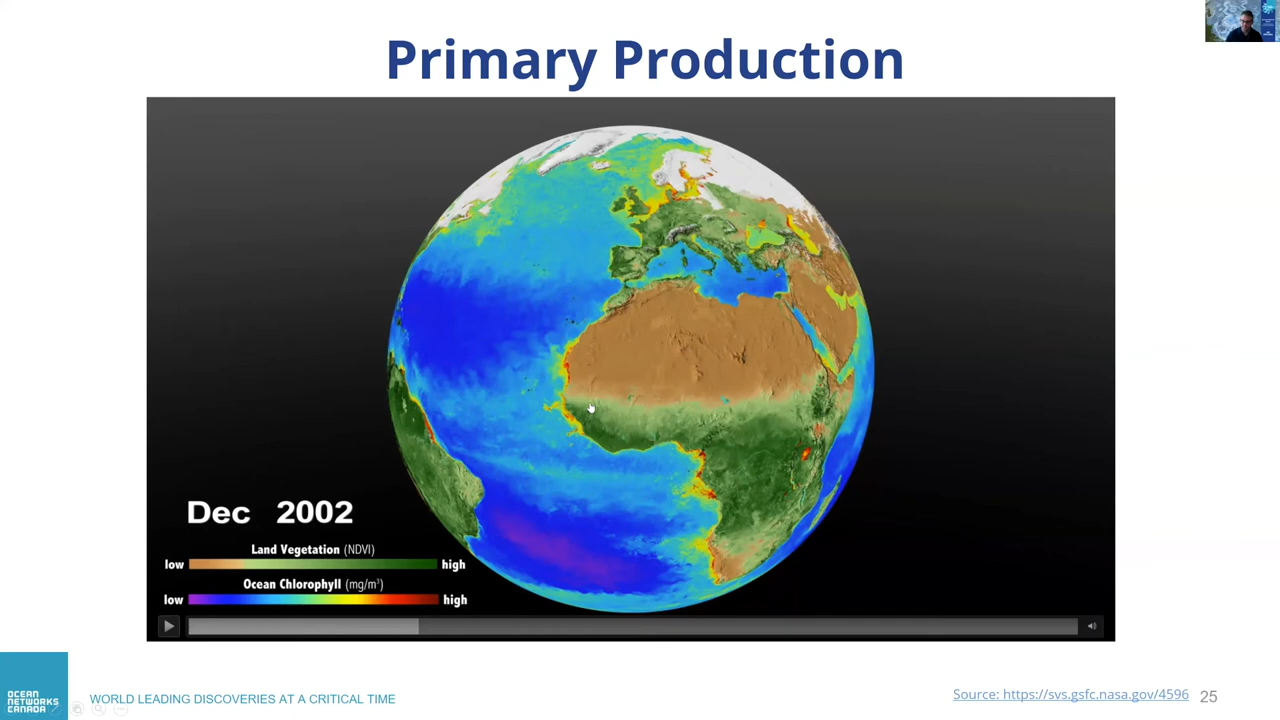 Primary Production
Dec 2002
Land Vegetation (NDVI)
low high
Ocean Chlorophyll (mg/m³)
low high
OCEAN
NETWORKS
CANADA
WORLD LEADING DISCOVERIES AT A CRITICAL TIME
Source: https://svs.gsfc.nasa.gov/4596
25